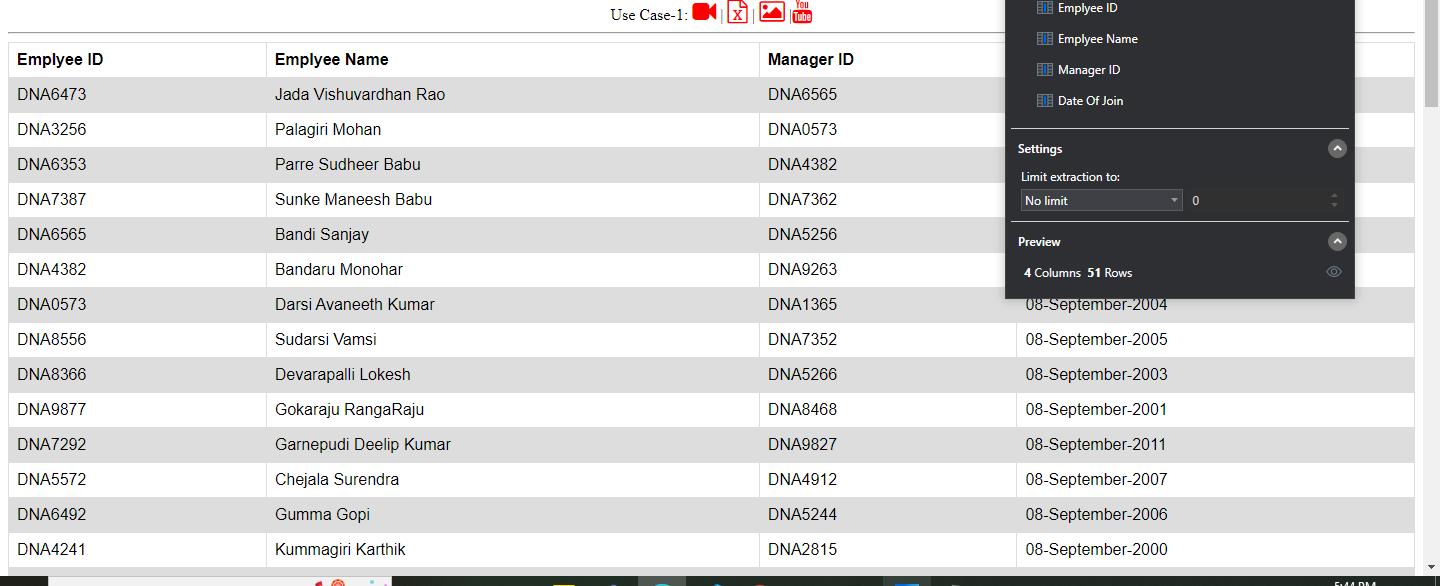 Use Case-1: | X | | You Tube
Emplyee ID Emplyee Name Manager ID
DNA6473 Jada Vishuvardhan Rao DNA6565
DNA3256 Palagiri Mohan DNA0573
DNA6353 Parre Sudheer Babu DNA4382
DNA7387 Sunke Maneesh Babu DNA7362
DNA6565 Bandi Sanjay DNA5256
DNA4382 Bandaru Monohar DNA9263
DNA0573 Darsi Avaneeth Kumar DNA1365 08-September-2004
DNA8556 Sudarsi Vamsi DNA7352 08-September-2005
DNA8366 Devarapalli Lokesh DNA5266 08-September-2003
DNA9877 Gokaraju RangaRaju DNA8468 08-September-2001
DNA7292 Garnepudi Deelip Kumar DNA9827 08-September-2011
DNA5572 Chejala Surendra DNA4912 08-September-2007
DNA6492 Gumma Gopi DNA5244 08-September-2006
DNA4241 Kummagiri Karthik DNA2815 08-September-2000
Emplyee ID
Emplyee Name
Manager ID
Date Of Join
Settings
Limit extraction to:
No limit 0
Preview
4 Columns 51 Rows
5:44 PM